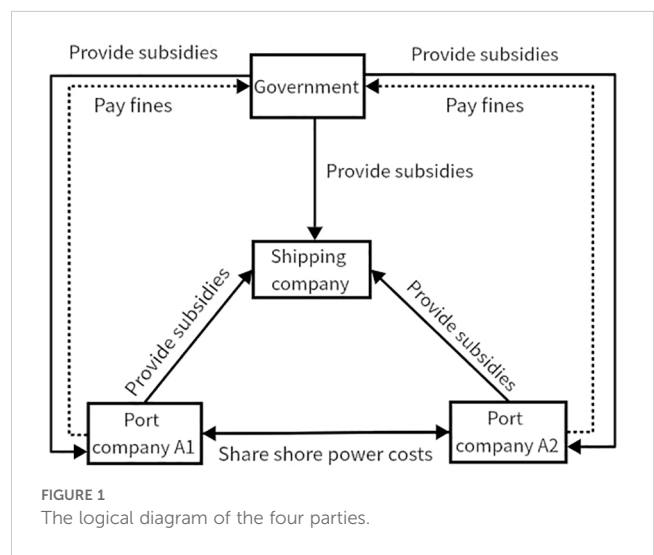 Provide subsidies
Provide subsidies
Government
Pay fines
Pay fines
Provide subsidies
Shipping
company
Provide subsidies
Provide subsidies
Port
company A1
Port
company A2
Share shore power costs
FIGURE 1
The logical diagram of the four parties.